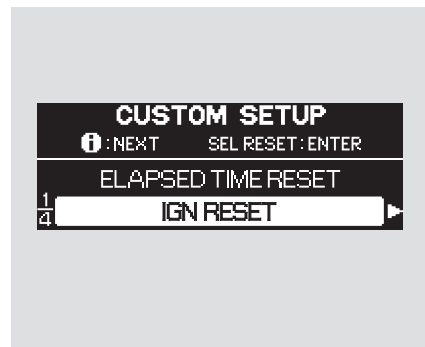 CUSTOM SETUP
i:NEXT SEL RESET:ENTER
ELAPSED TIME RESET
1/4
IGN RESET